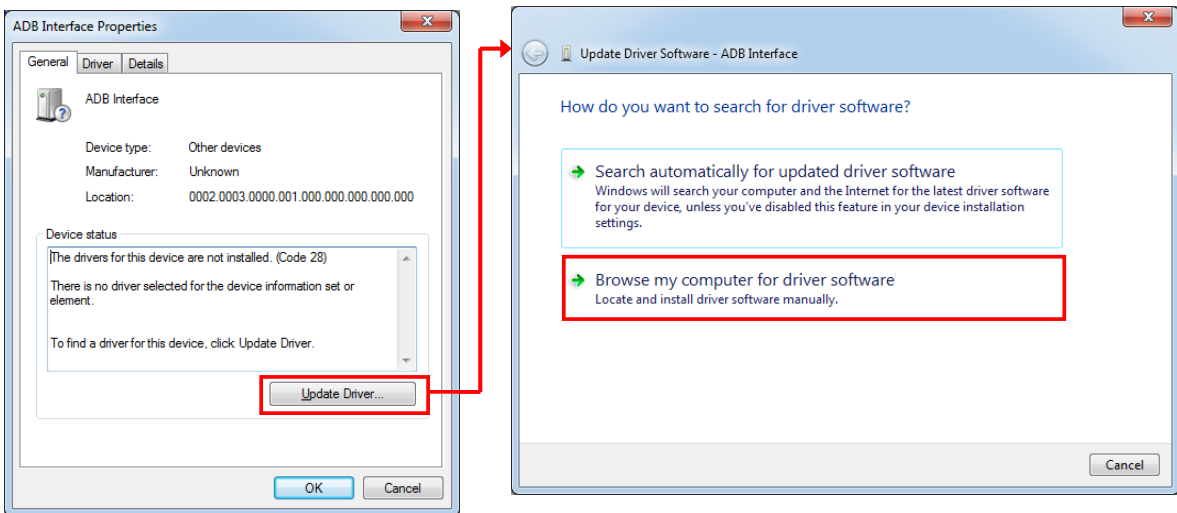 ADB Interface Properties
General Driver Details
ADB Interface
Device type: Other devices
Manufacturer: Unknown
Location: 0002.0003.0000.001.000.000.000.000.000
Device status
The drivers for this device are not installed. (Code 28)
There is no driver selected for the device information set or
element.
To find a driver for this device, click Update Driver.
Update Driver...
OK Cancel
Update Driver Software - ADB Interface
How do you want to search for driver software?
Search automatically for updated driver software
Windows will search your computer and the Internet for the latest driver software
for your device, unless you've disabled this feature in your device installation
settings.
Browse my computer for driver software
Locate and install driver software manually.
Cancel